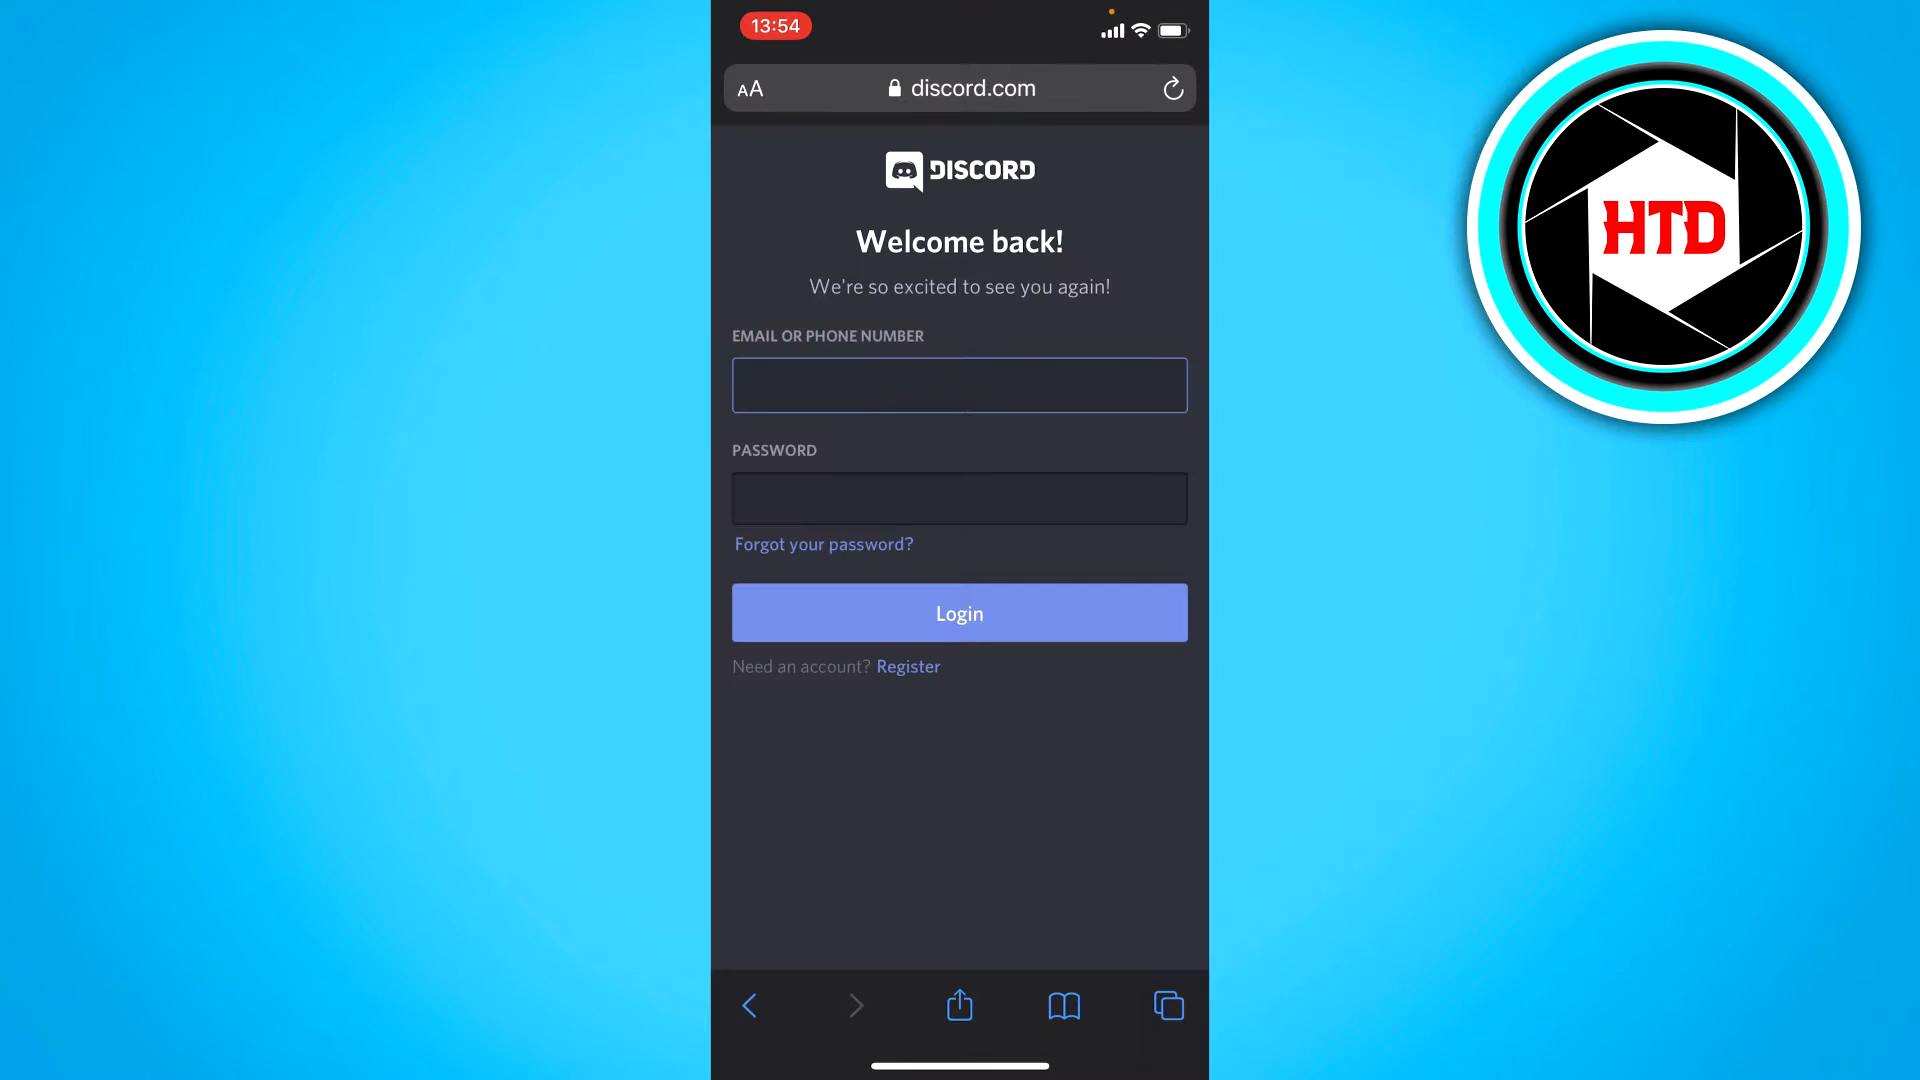 13:54
AA
discord.com
DISCORD
HTD
Welcome back!
We're so excited to see you again!
EMAIL OR PHONE NUMBER
PASSWORD
Forgot your password?
Login
Need an account? Register